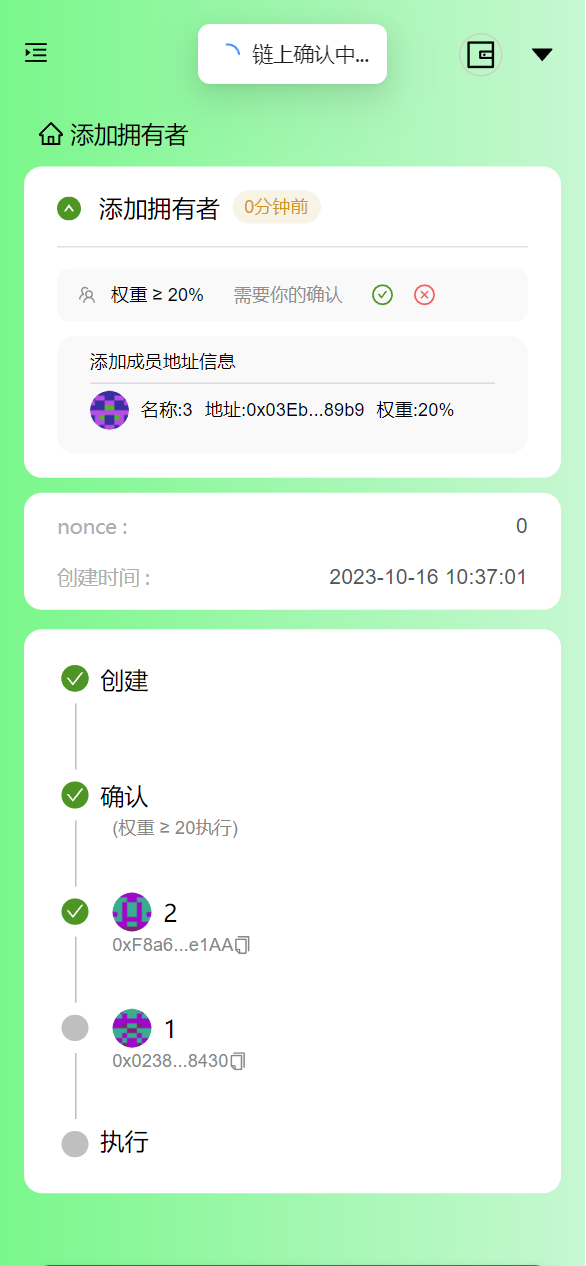 链上确认中...
添加拥有者
添加拥有者 0分钟前
权重 ≥ 20% 需要你的确认
添加成员地址信息
名称:3 地址:0x03Eb...89b9 权重:20%
nonce : 0
创建时间 : 2023-10-16 10:37:01
创建
确认
(权重 ≥ 20执行)
2
0xF8a6...e1AA
1
0x0238...8430
执行